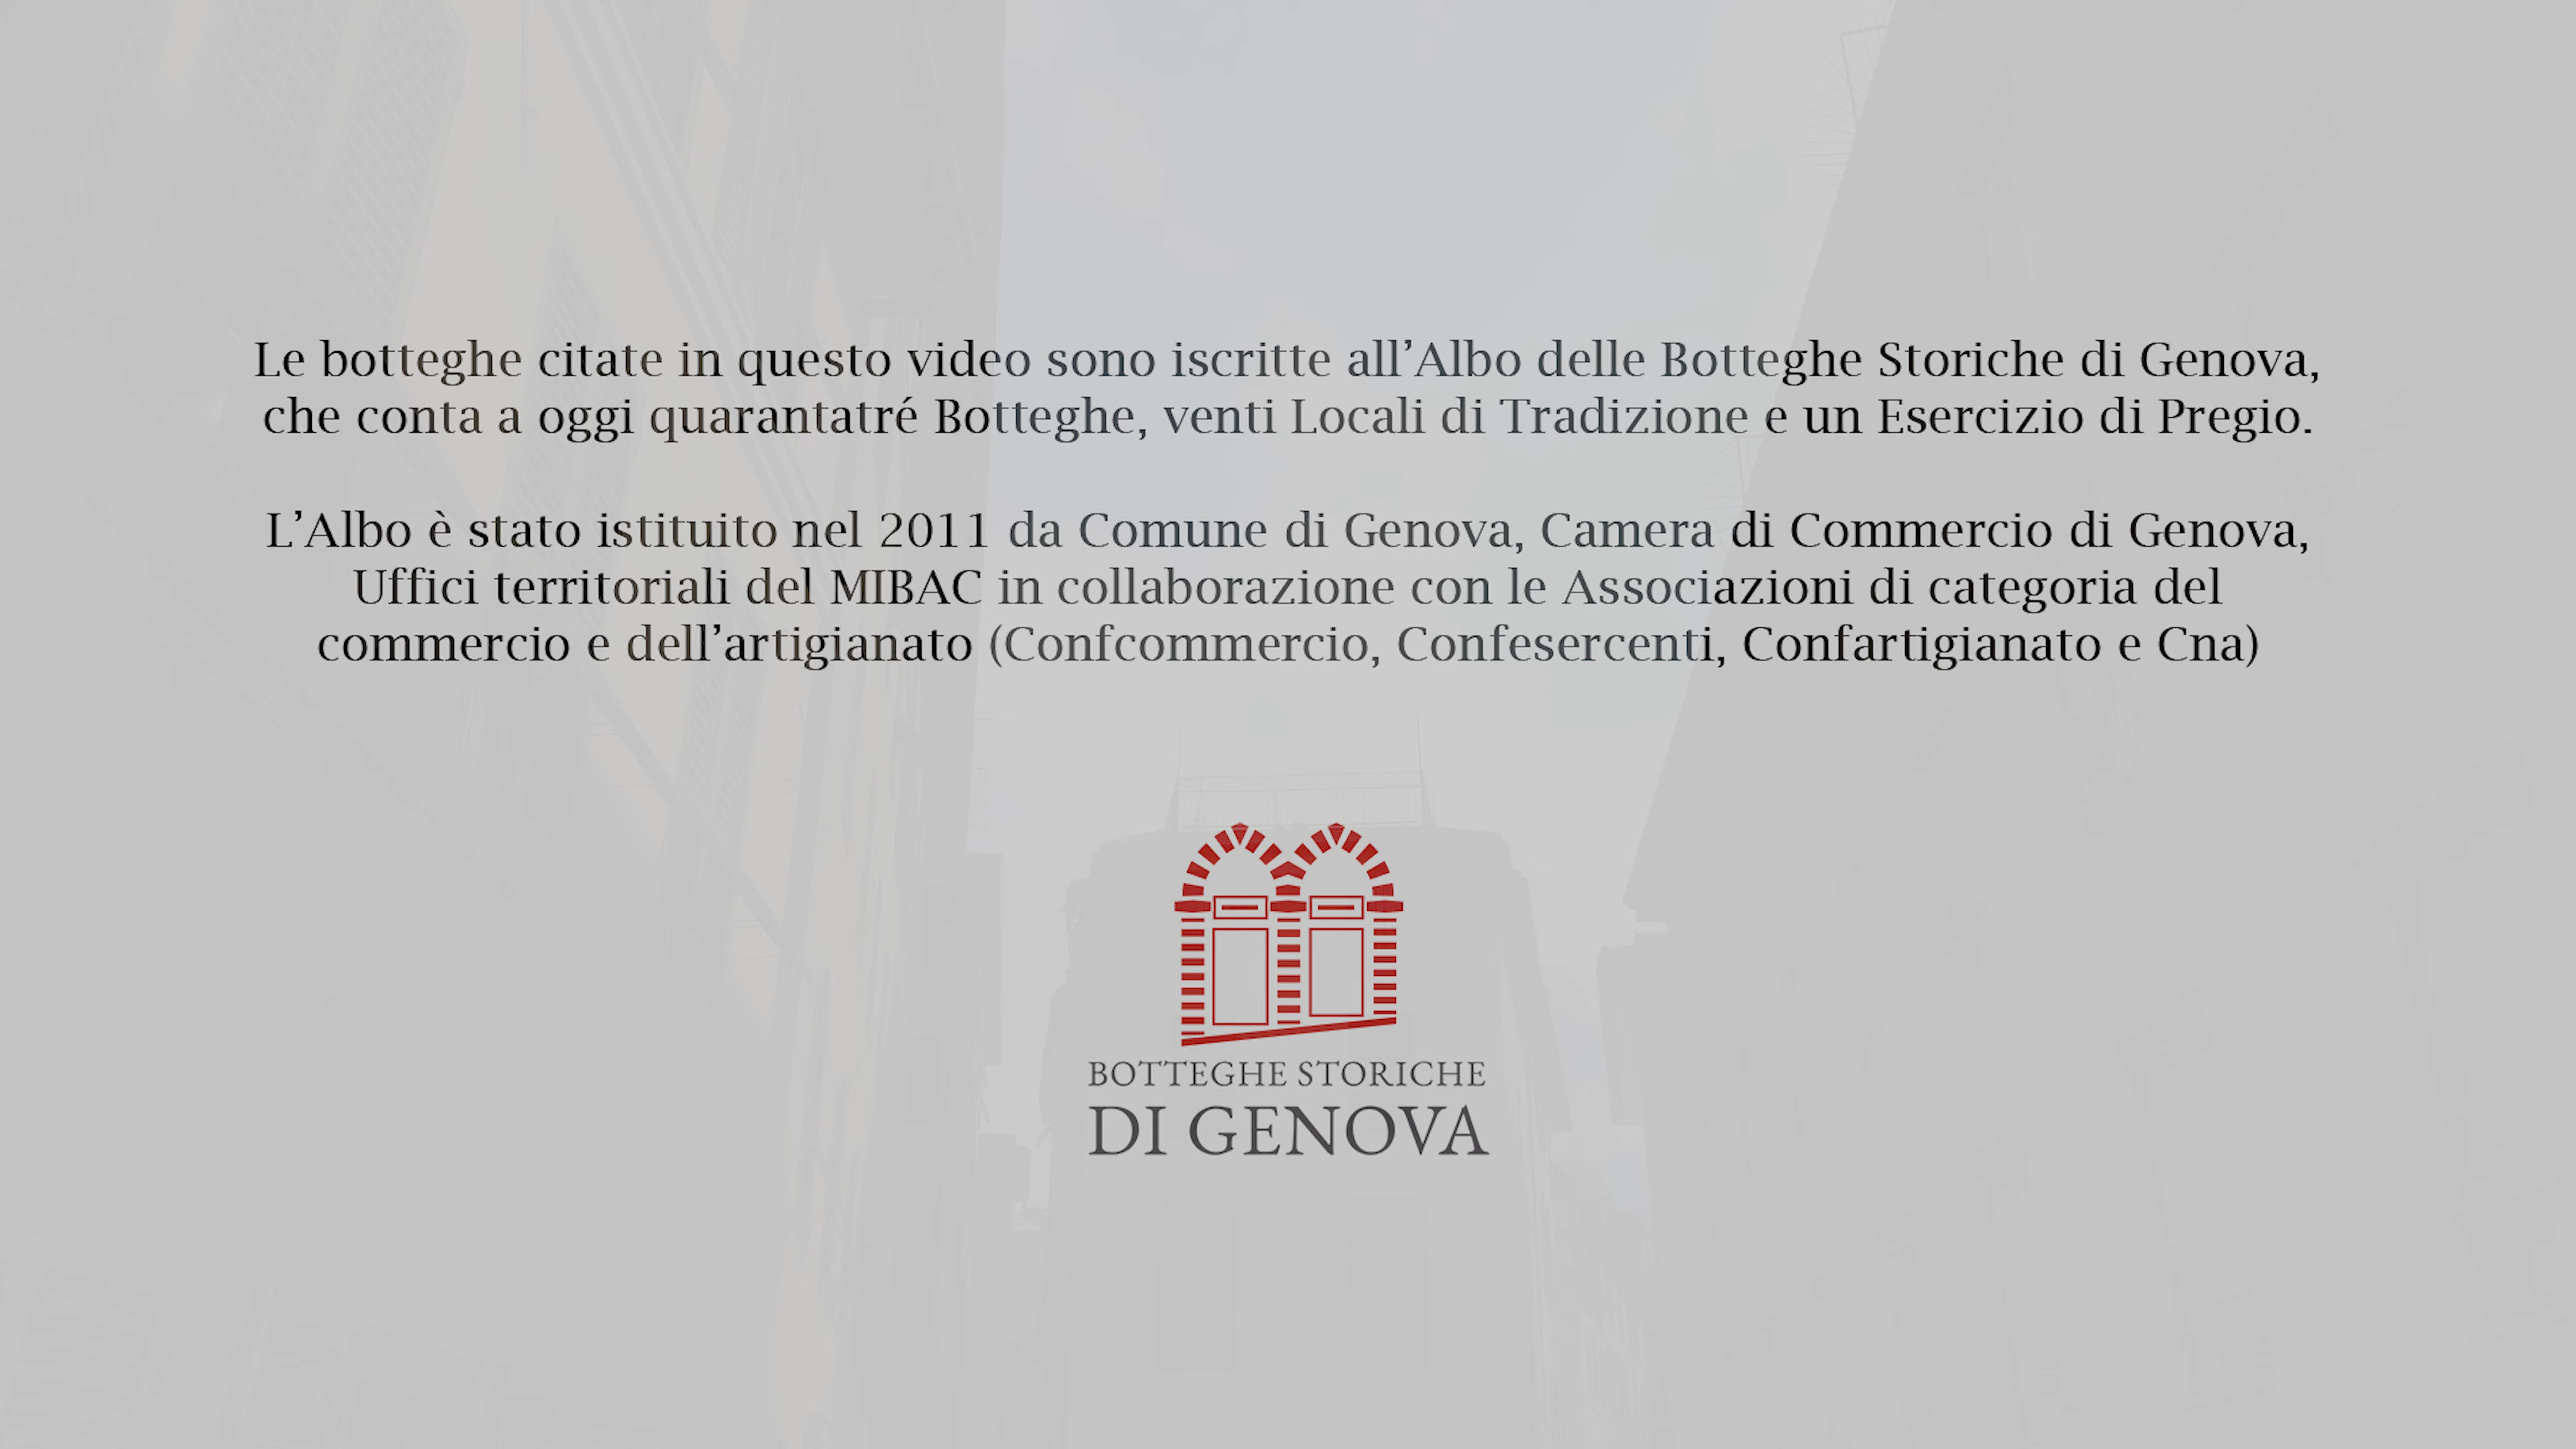 Le botteghe citate in questo video sono iscritte all’Albo delle Botteghe Storiche di Genova,
che conta a oggi quarantatré Botteghe, venti Locali di Tradizione e un Esercizio di Pregio.
L’Albo è stato istituito nel 2011 da Comune di Genova, Camera di Commercio di Genova,
Uffici territoriali del MIBAC in collaborazione con le Associazioni di categoria del
commercio e dell’artigianato (Confcommercio, Confesercenti, Confartigianato e Cna)
BOTTEGHE STORICHE
DI GENOVA